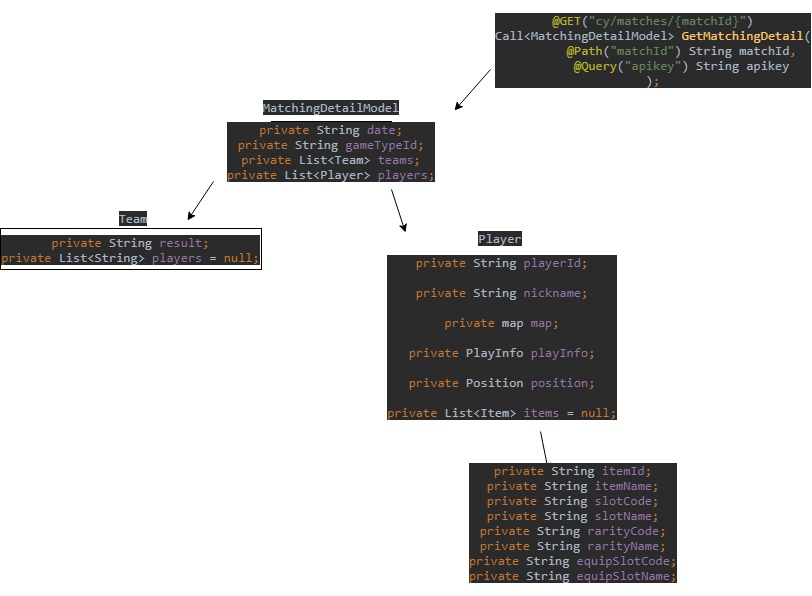 @GET("cy/matches/{matchId}")
Call<MatchingDetailModel> GetMatchingDetail(
@Path("matchId") String matchId,
@Query("apikey") String apikey
);
MatchingDetailModel
private String date;
private String gameTypeId;
private List<Team> teams;
private List<Player> players;
Team
private String result;
private List<String> players = null;
Player
private String playerId;
private String nickname;
private map map;
private PlayInfo playInfo;
private Position position;
private List<Item> items = null;
private String itemId;
private String itemName;
private String slotCode;
private String slotName;
private String rarityCode;
private String rarityName;
private String equipSlotCode;
private String equipSlotName;